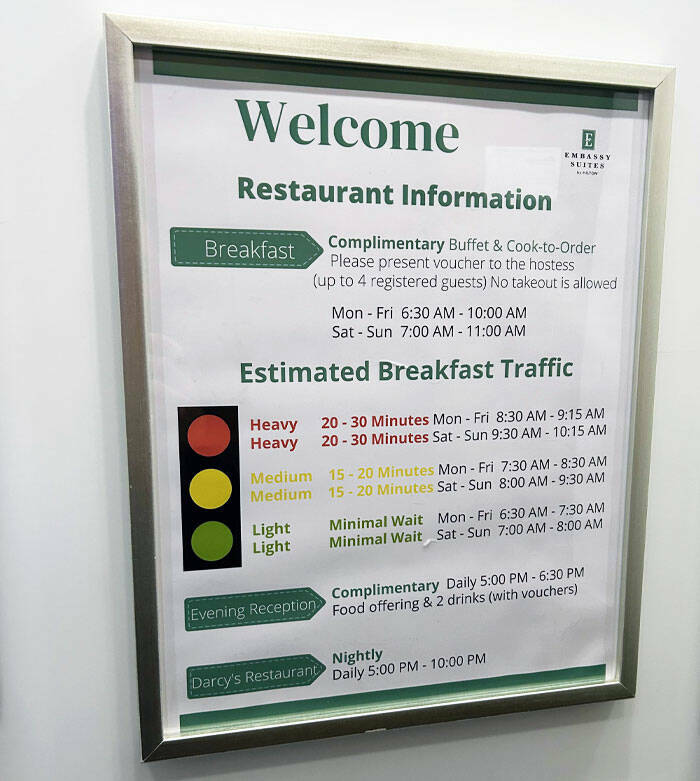 Welcome
E
EMBASSY
SUITES
by HILTON
Restaurant Information
Breakfast
Complimentary Buffet & Cook-to-Order
Please present voucher to the hostess
(up to 4 registered guests) No takeout is allowed
Mon - Fri 6:30 AM - 10:00 AM
Sat - Sun 7:00 AM - 11:00 AM
Estimated Breakfast Traffic
Heavy 20 - 30 Minutes Mon - Fri 8:30 AM - 9:15 AM
Heavy 20 - 30 Minutes Sat - Sun 9:30 AM - 10:15 AM
Medium 15 - 20 Minutes Mon - Fri 7:30 AM - 8:30 AM
Medium 15 - 20 Minutes Sat - Sun 8:00 AM - 9:30 AM
Light Minimal Wait Mon - Fri 6:30 AM - 7:30 AM
Light Minimal Wait Sat - Sun 7:00 AM - 8:00 AM
Evening Reception
Complimentary Daily 5:00 PM - 6:30 PM
Food offering & 2 drinks (with vouchers)
Darcy's Restaurant
Nightly
Daily 5:00 PM - 10:00 PM